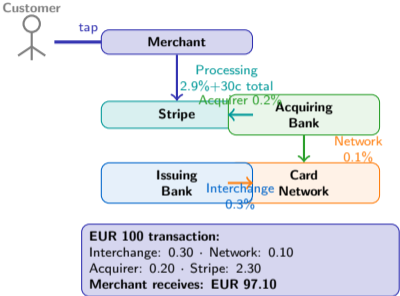 Customer
tap
Merchant
Processing
2.9%+30c total
Acquirer 0.2%
Stripe
Acquiring
Bank
Network
0.1%
Issuing
Bank
Interchange
0.3%
Card
Network
EUR 100 transaction:
Interchange: 0.30 · Network: 0.10
Acquirer: 0.20 · Stripe: 2.30
Merchant receives: EUR 97.10